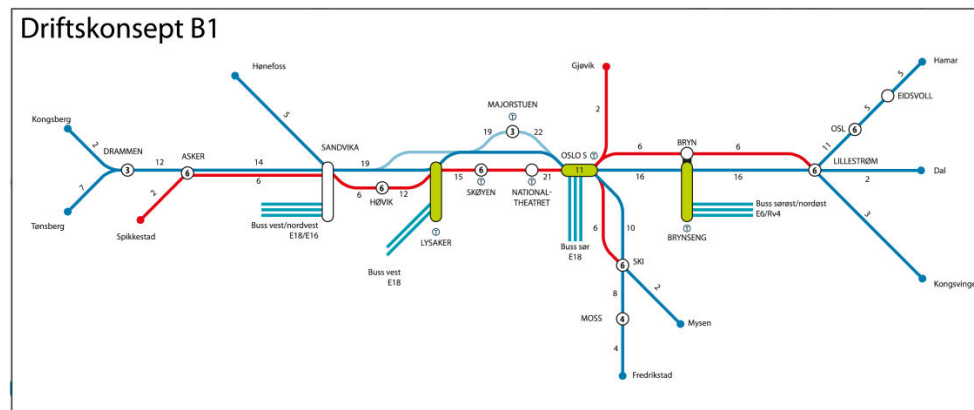 Driftskonsept B1
Hønefoss
Gjøvik
Hamar
5
5
EIDSVOLL
MAJORSTUEN
T
Kongsberg
2
5
19
3
22
OSL
6
DRAMMEN
3
12
ASKER
6
14
SANDVIKA
19
OSLO S
T
11
2
6
BRYN
6
11
LILLESTRØM
6
2
Dal
7
2
6
6
6
HØVIK
12
15
6
SKØYEN
T
NATIONAL-
THEATRET
T
21
16
16
3
Tønsberg
Spikkestad
Buss vest/nordvest
E18/E16
LYSAKER
Buss vest
E18
Buss sør
E18
6
10
BRYNSENG
T
Buss sørøst/nordøst
E6/Rv4
6
SKI
2
8
Mysen
MOSS
4
4
Fredrikstad
Kongsvinge